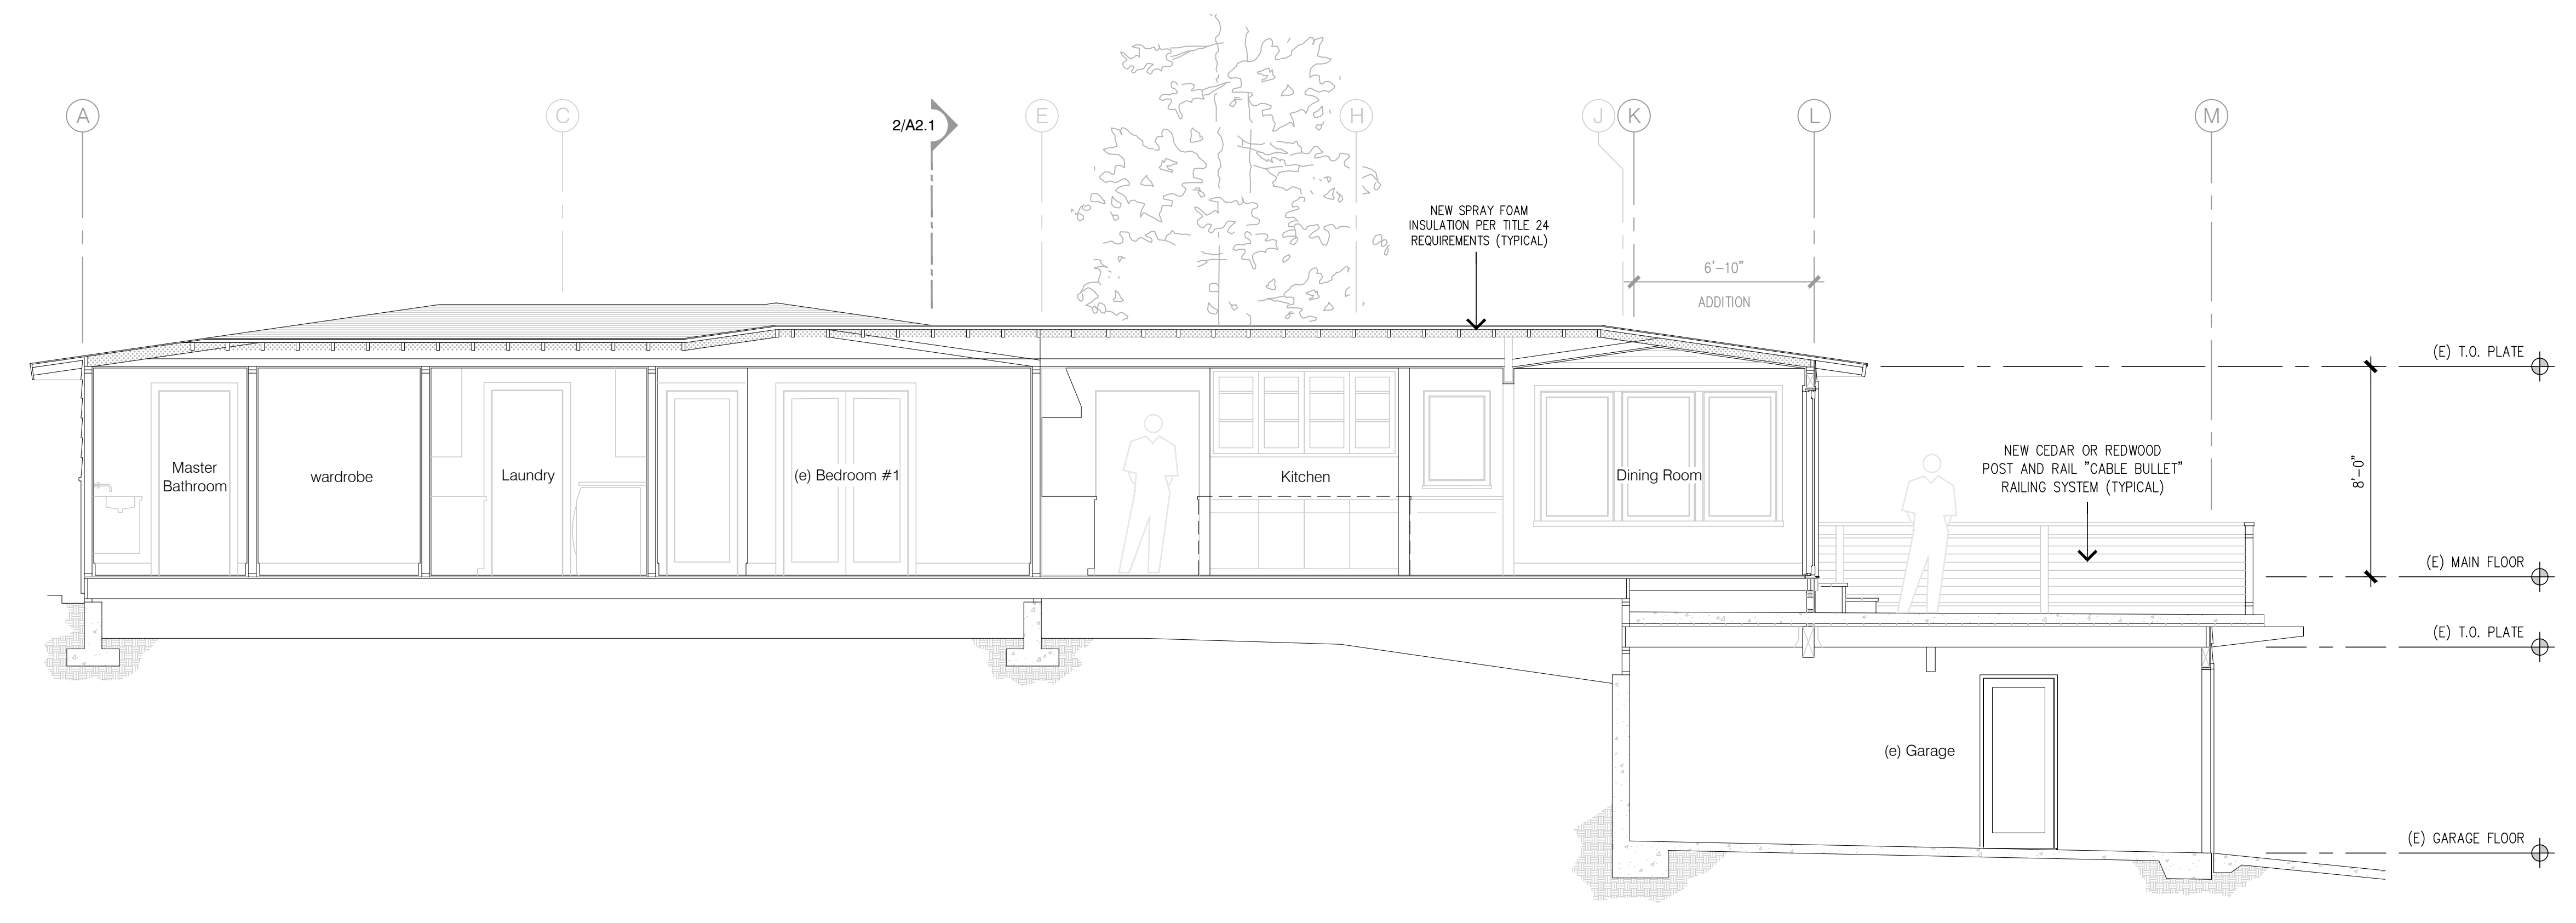 A
C
2/A2.1
E
H
J
K
L
M
NEW SPRAY FOAM
INSULATION PER TITLE 24
REQUIREMENTS (TYPICAL)
6'-10"
ADDITION
(E) T.O. PLATE
8'-0"
NEW CEDAR OR REDWOOD
POST AND RAIL "CABLE BULLET"
RAILING SYSTEM (TYPICAL)
Master
Bathroom
wardrobe
Laundry
(e) Bedroom #1
Kitchen
Dining Room
(E) MAIN FLOOR
(E) T.O. PLATE
(e) Garage
(E) GARAGE FLOOR